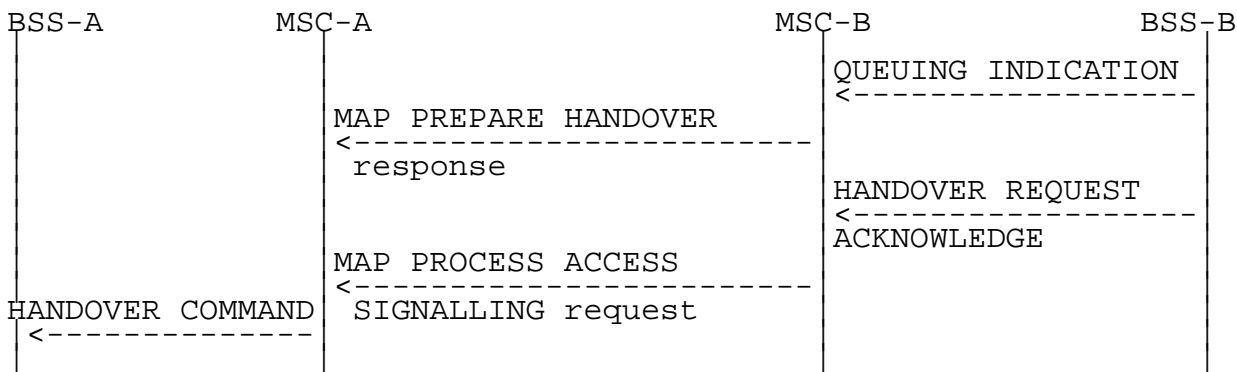 BSS-A MSC-A MSC-B BSS-B
QUEUING INDICATION
MAP PREPARE HANDOVER
response
HANDOVER REQUEST
ACKNOWLEDGE
MAP PROCESS ACCESS
HANDOVER COMMAND SIGNALLING request